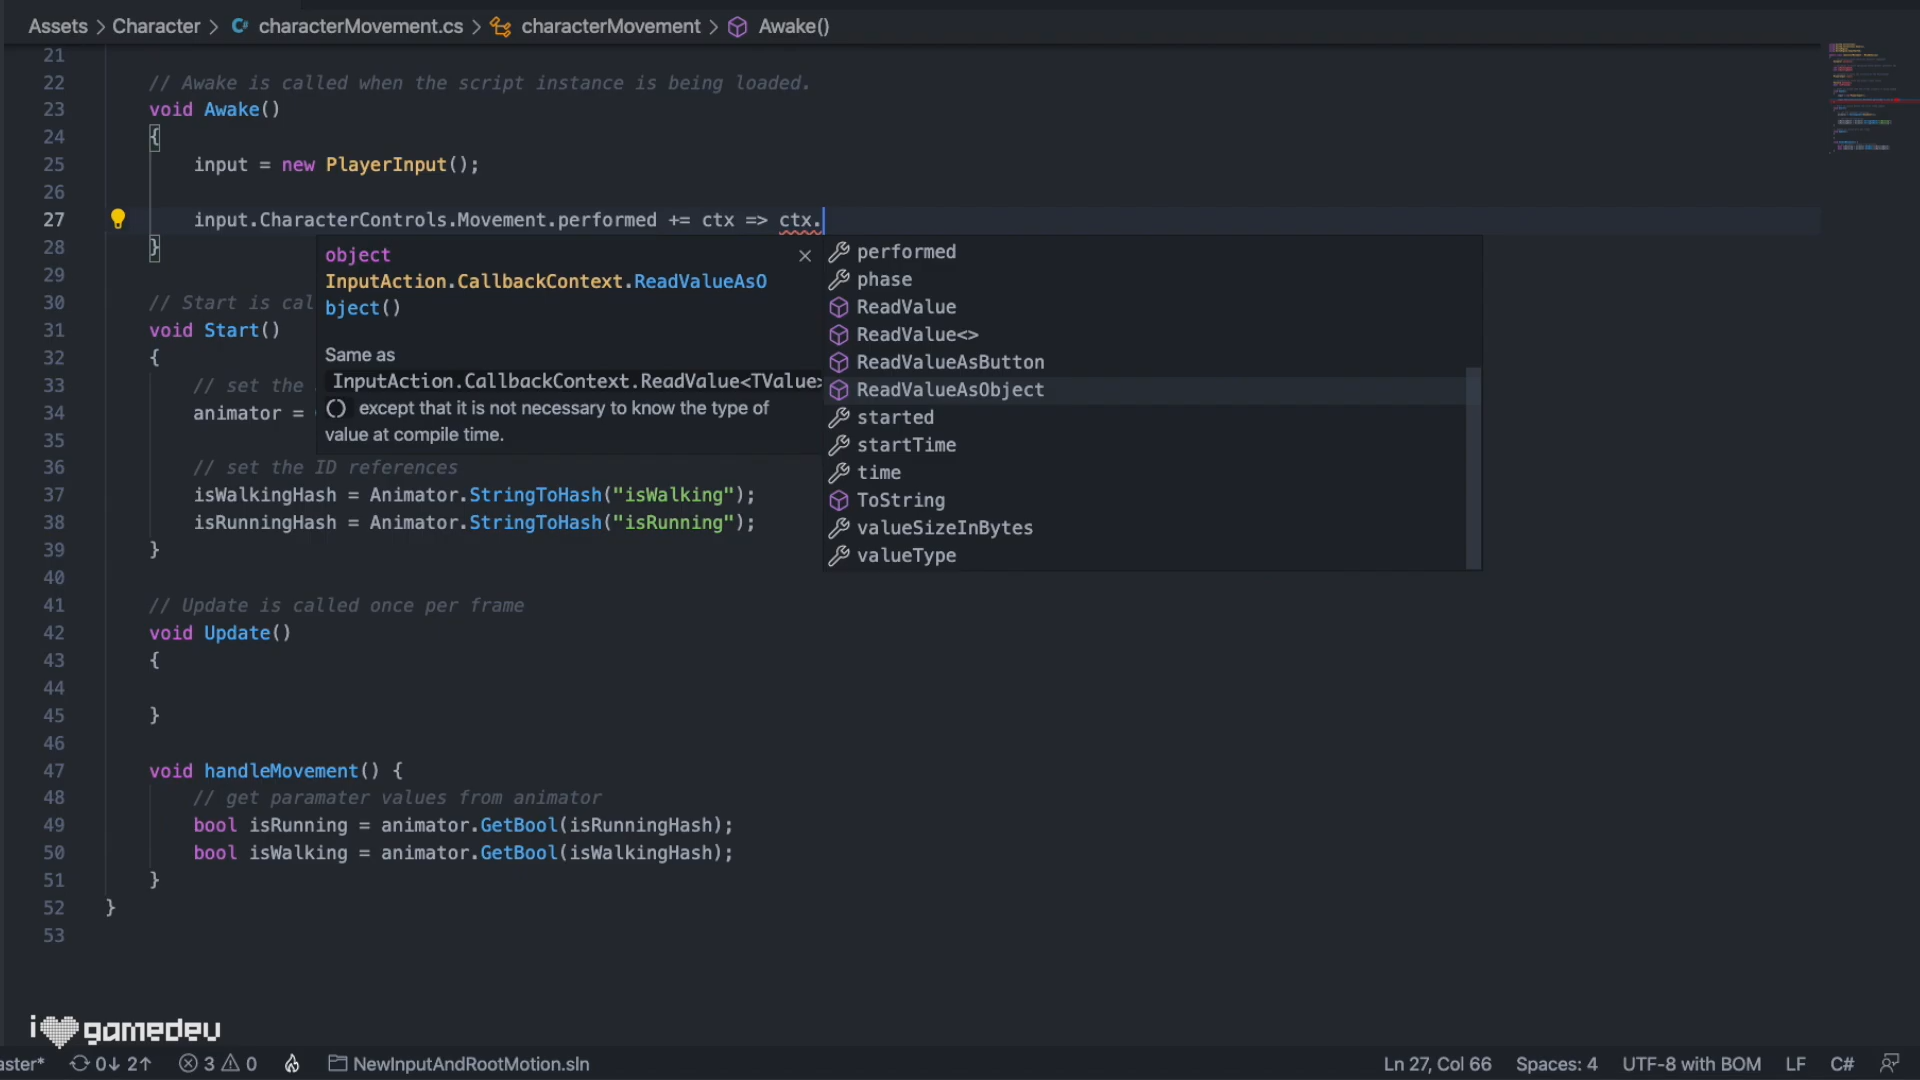 Assets > Character > C# characterMovement.cs > characterMovement > Awake()
21
22 // Awake is called when the script instance is being loaded.
23 void Awake()
24 {
25 input = new PlayerInput();
26
27 input.CharacterControls.Movement.performed += ctx => ctx.
28 }
29
30 // Start is cal
31 void Start()
32 {
33 // set the
34 animator =
35
36 // set the ID references
37 isWalkingHash = Animator.StringToHash("isWalking");
38 isRunningHash = Animator.StringToHash("isRunning");
39 }
40
41 // Update is called once per frame
42 void Update()
43 {
44
45 }
46
47 void handleMovement() {
48 // get paramater values from animator
49 bool isRunning = animator.GetBool(isRunningHash);
50 bool isWalking = animator.GetBool(isWalkingHash);
51 }
52 }
53
object
InputAction.CallbackContext.ReadValueAsO
bject()
Same as
InputAction.CallbackContext.ReadValue<TValue>
() except that it is not necessary to know the type of
value at compile time.
performed
phase
ReadValue
ReadValue<>
ReadValueAsButton
ReadValueAsObject
started
startTime
time
ToString
valueSizeInBytes
valueType
i gamedev
aster* 0↓ 2↑ 3 0 NewInputAndRootMotion.sln Ln 27, Col 66 Spaces: 4 UTF-8 with BOM LF C#